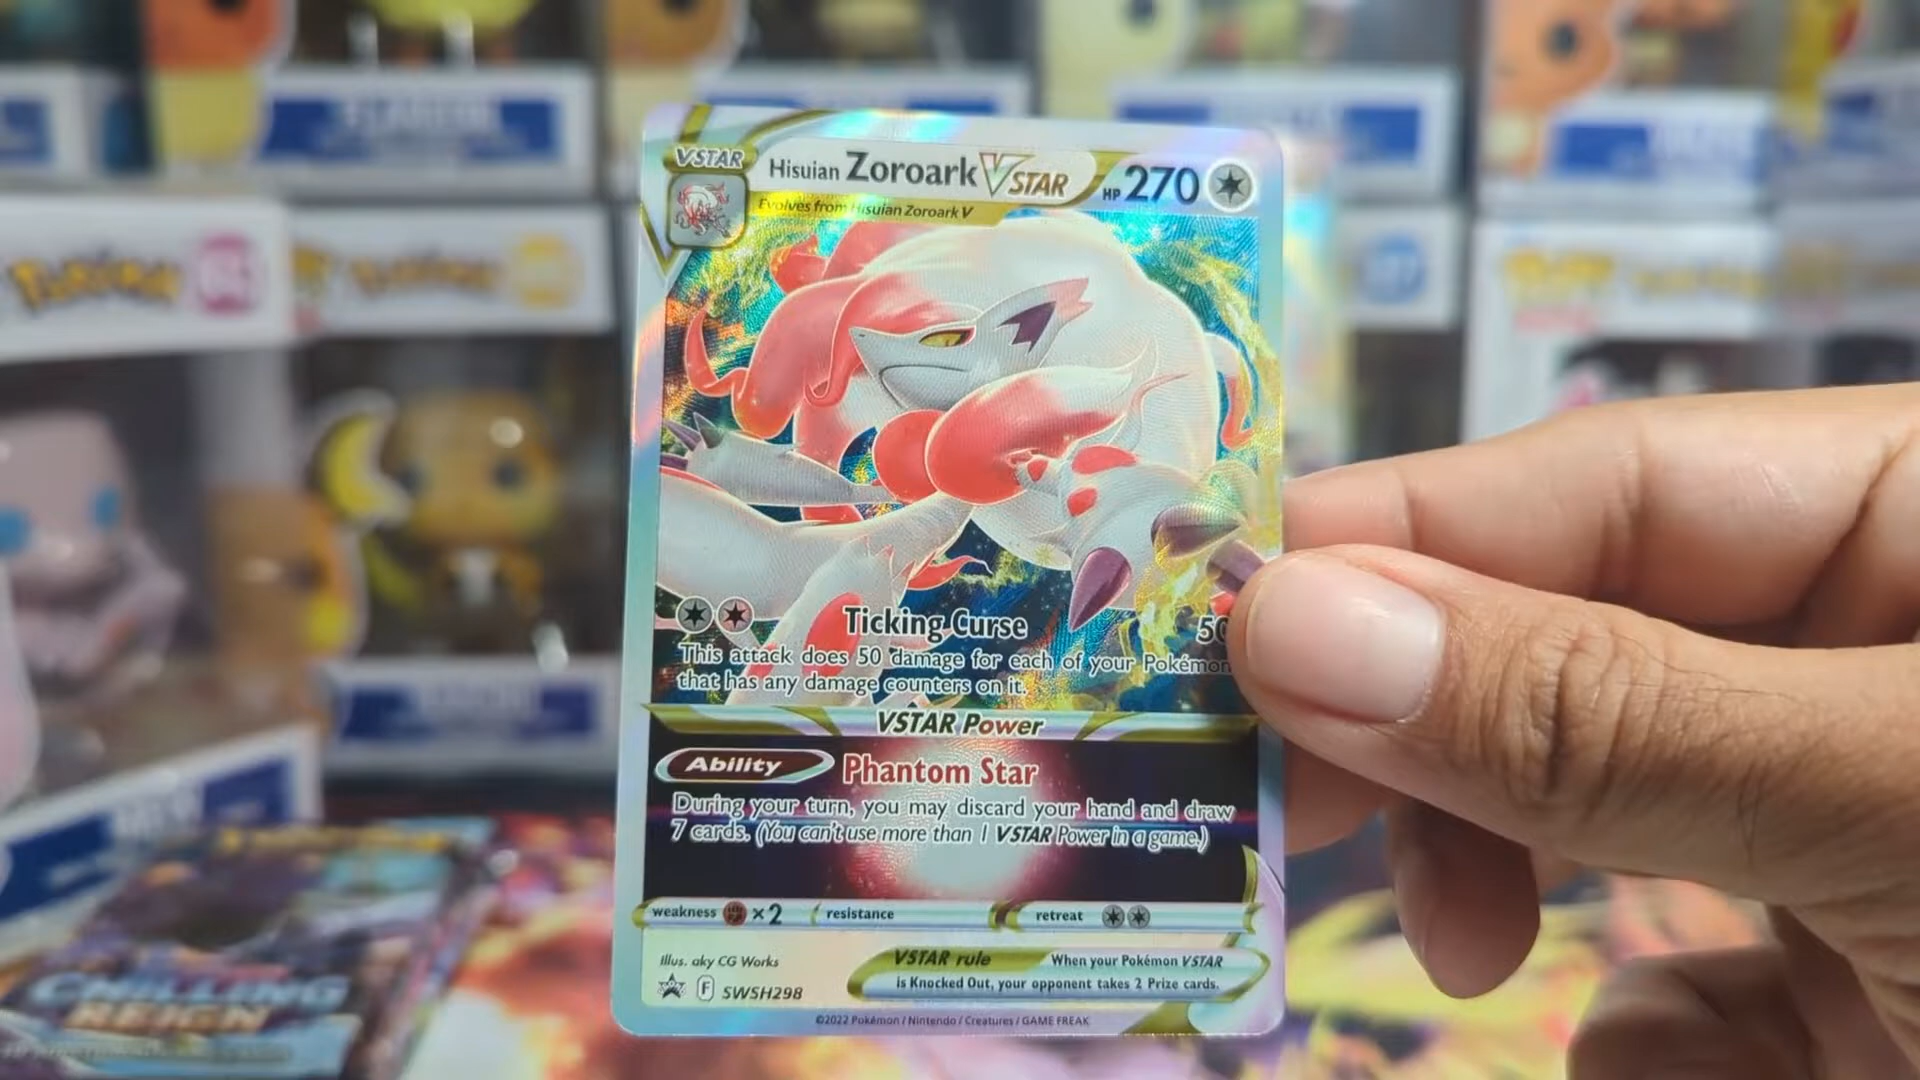 VSTAR
Hisuian Zoroark VSTAR
HP 270
Evolves from Hisuian Zoroark V
Ticking Curse
50
This attack does 50 damage for each of your Pokémon
that has any damage counters on it.
VSTAR Power
Ability
Phantom Star
During your turn, you may discard your hand and draw
7 cards. (You can't use more than 1 VSTAR Power in a game.)
weakness ×2
resistance
retreat
Illus. aky CG Works
F SWSH298
VSTAR rule
When your Pokémon VSTAR
is Knocked Out, your opponent takes 2 Prize cards.
©2022 Pokémon / Nintendo / Creatures / GAME FREAK
Pokémon
Pokémon
CHILLING
REIGN